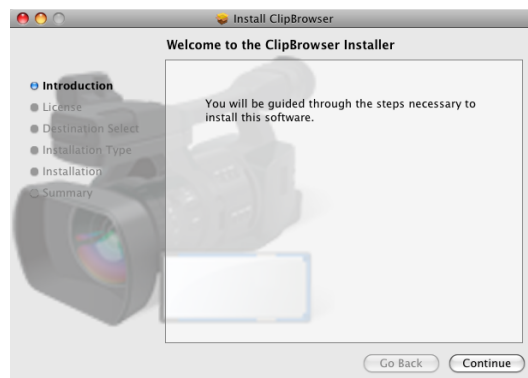 Install ClipBrowser
Welcome to the ClipBrowser Installer
Introduction
License
Destination Select
Installation Type
Installation
Summary
You will be guided through the steps necessary to
install this software.
Go Back
Continue